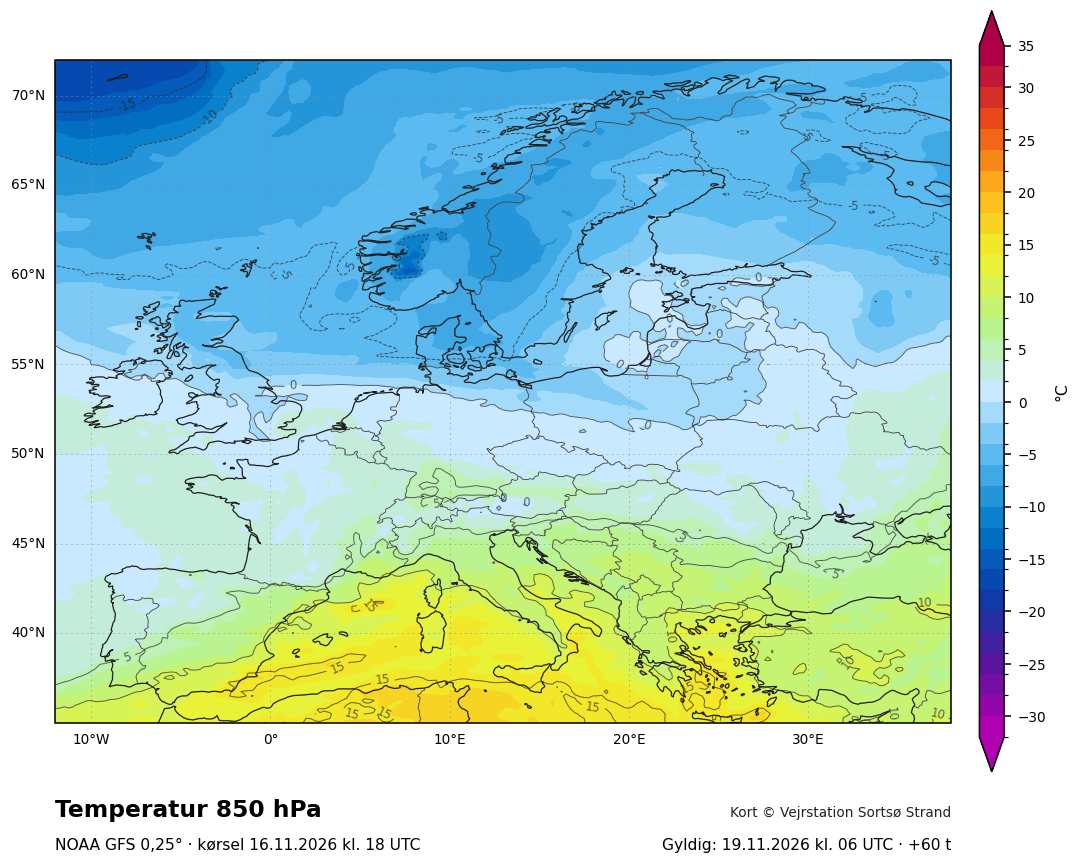 70°N
65°N
60°N
55°N
50°N
45°N
40°N
10°W
0°
10°E
20°E
30°E
35
30
25
20
15
10
5
0
−5
−10
−15
−20
−25
−30
°C
Temperatur 850 hPa
Kort © Vejrstation Sortsø Strand
NOAA GFS 0,25° · kørsel 16.11.2026 kl. 18 UTC
Gyldig: 19.11.2026 kl. 06 UTC · +60 t